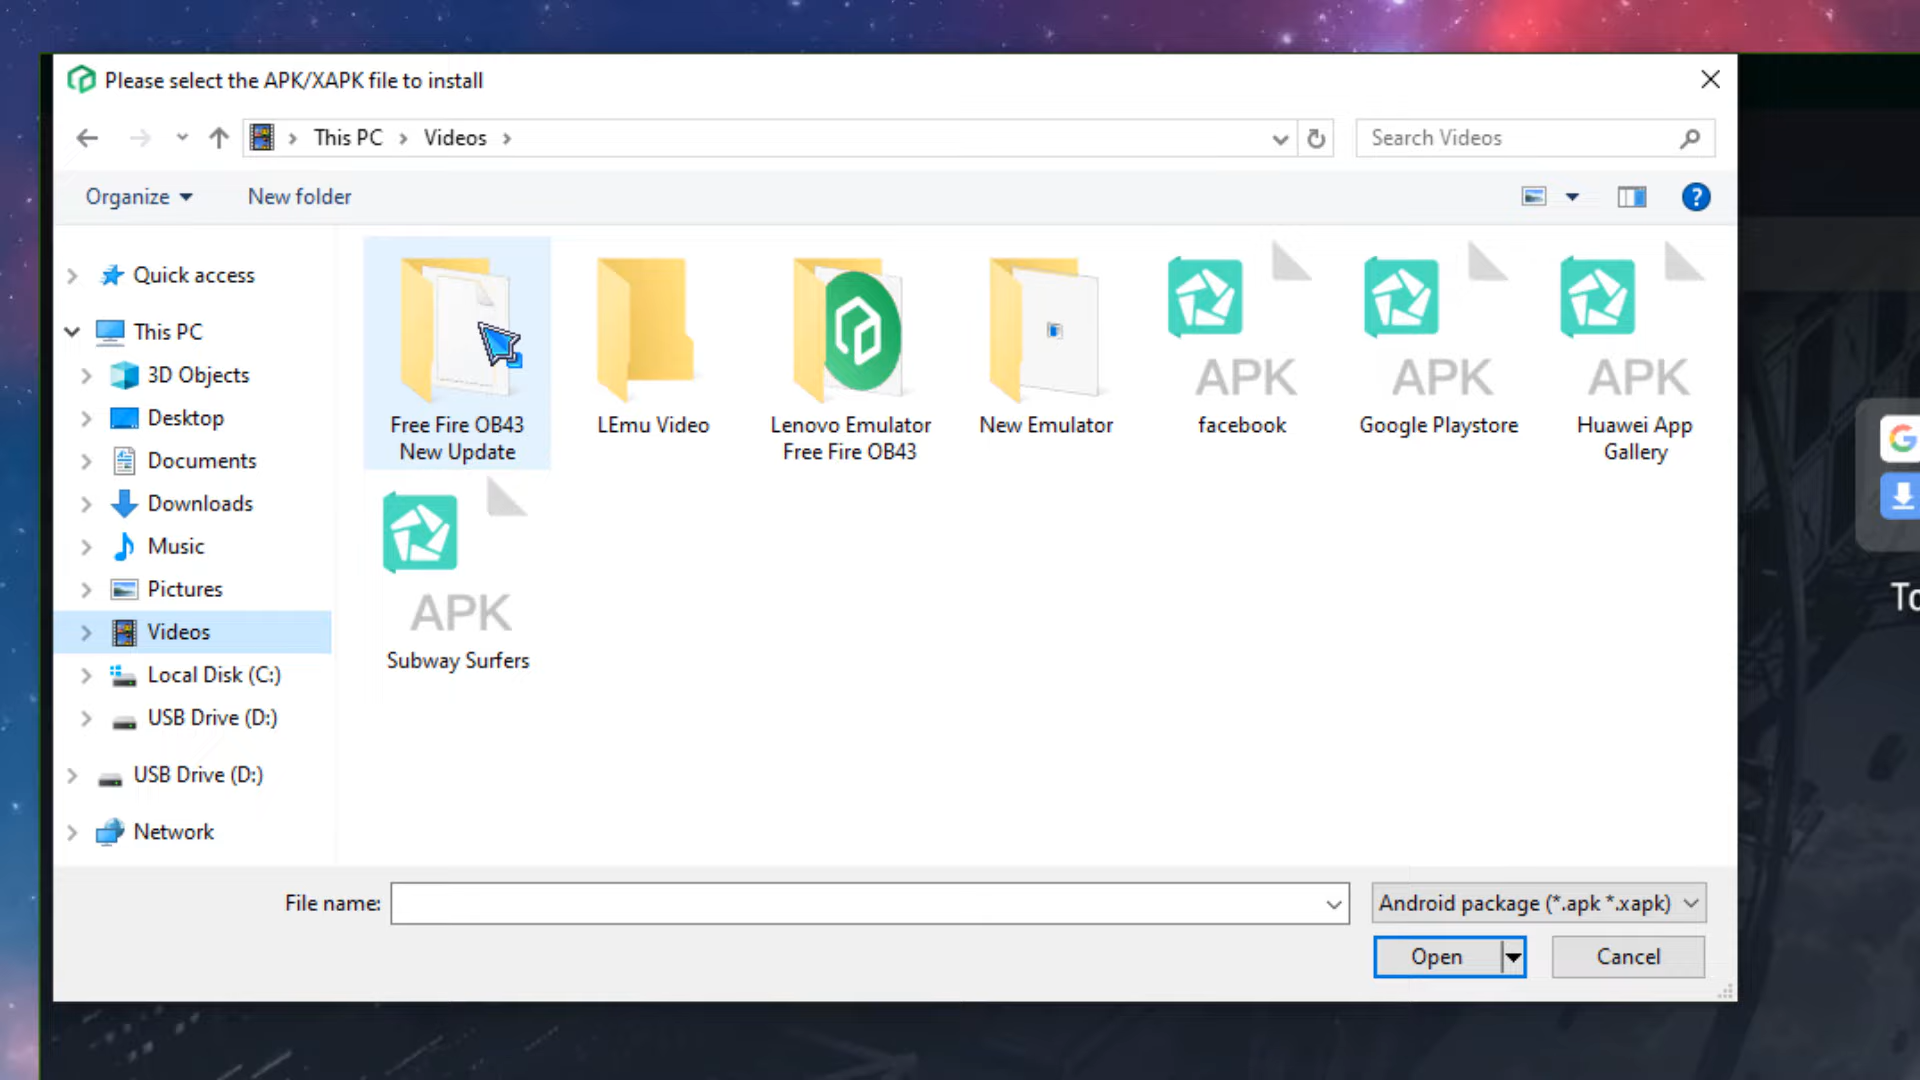 Please select the APK/XAPK file to install
This PC
Videos
Search Videos
Organize
New folder
Quick access
This PC
3D Objects
Desktop
Documents
Downloads
Music
Pictures
Videos
Local Disk (C:)
USB Drive (D:)
USB Drive (D:)
Network
Free Fire OB43
New Update
LEmu Video
Lenovo Emulator
Free Fire OB43
New Emulator
APK
facebook
APK
Google Playstore
APK
Huawei App
Gallery
APK
Subway Surfers
G
To
File name:
Android package (*.apk *.xapk)
Open
Cancel